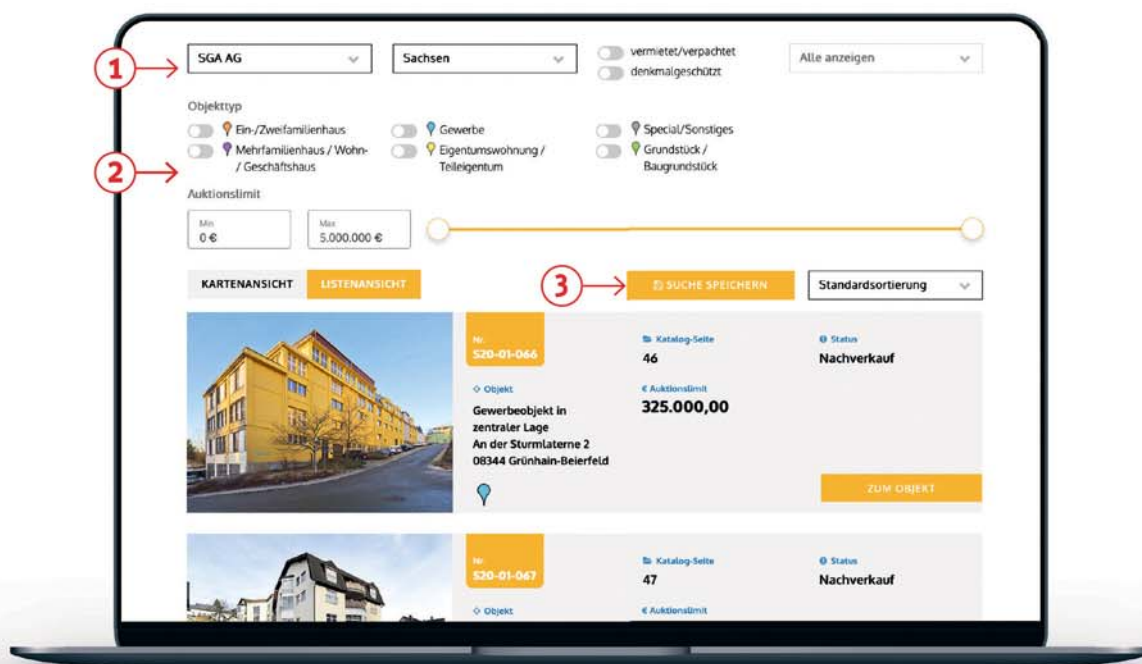 1
SGA AG
Sachsen
vermietet/verpachtet
denkmalgeschützt
Alle anzeigen
Objekttyp
Ein-/Zweifamilienhaus
Gewerbe
Special/Sonstiges
2
Mehrfamilienhaus / Wohn-
/ Geschäftshaus
Eigentumswohnung /
Teileigentum
Grundstück /
Baugrundstück
Auktionslimit
Min
0 €
Max
5.000.000 €
KARTENANSICHT
LISTENANSICHT
3
SUCHE SPEICHERN
Standardsortierung
Nr.
S20-01-066
Katalog-Seite
46
Status
Nachverkauf
Objekt
Gewerbeobjekt in
zentraler Lage
An der Sturmlaterne 2
08344 Grünhain-Beierfeld
€ Auktionslimit
325.000,00
ZUM OBJEKT
Nr.
S20-01-067
Katalog-Seite
47
Status
Nachverkauf
Objekt
€ Auktionslimit